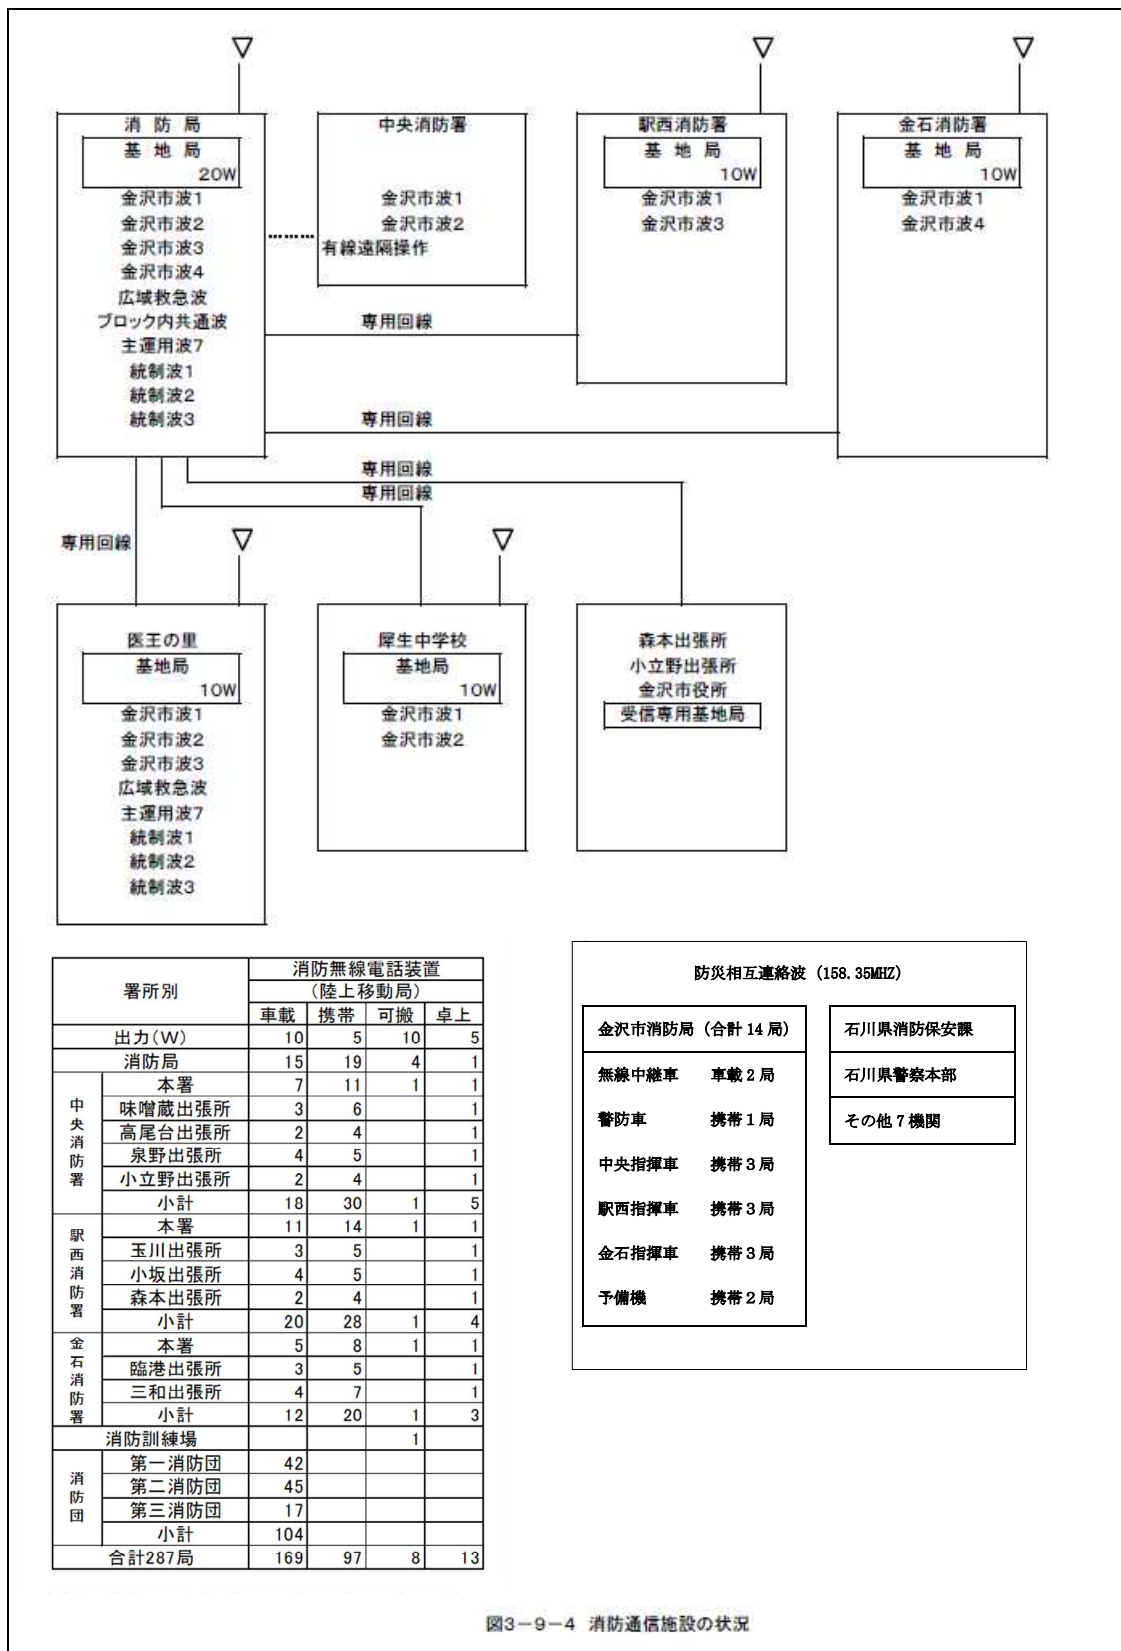 消 防 局
基 地 局
20W
金沢市波1
金沢市波2
金沢市波3
金沢市波4
広域救急波
ブロック内共通波
主運用波7
統制波1
統制波2
統制波3
中央消防署
金沢市波1
金沢市波2
有線遠隔操作
駅西消防署
基 地 局
10W
金沢市波1
金沢市波3
金石消防署
基 地 局
10W
金沢市波1
金沢市波4
専用回線
専用回線
専用回線
専用回線
専用回線
医王の里
基地局
10W
金沢市波1
金沢市波2
金沢市波3
広域救急波
主運用波7
統制波1
統制波2
統制波3
犀生中学校
基地局
10W
金沢市波1
金沢市波2
森本出張所
小立野出張所
金沢市役所
受信専用基地局
署所別 消防無線電話装置
(陸上移動局)
車載 携帯 可搬 卓上
出力(W) 10 5 10 5
消防局 15 19 4 1
中央消防署
本署 7 11 1 1
味噌蔵出張所 3 6 1
高尾台出張所 2 4 1
泉野出張所 4 5 1
小立野出張所 2 4 1
小計 18 30 1 5
駅西消防署
本署 11 14 1 1
玉川出張所 3 5 1
小坂出張所 4 5 1
森本出張所 2 4 1
小計 20 28 1 4
金石消防署
本署 5 8 1 1
臨港出張所 3 5 1
三和出張所 4 7 1
小計 12 20 1 3
消防訓練場 1
消防団
第一消防団 42
第二消防団 45
第三消防団 17
小計 104
合計287局 169 97 8 13
防災相互連絡波 (158.35MHZ)
金沢市消防局 (合計 14 局)
無線中継車 車載 2 局
警防車 携帯 1 局
中央指揮車 携帯 3 局
駅西指揮車 携帯 3 局
金石指揮車 携帯 3 局
予備機 携帯 2 局
石川県消防保安課
石川県警察本部
その他 7 機関
図3-9-4 消防通信施設の状況